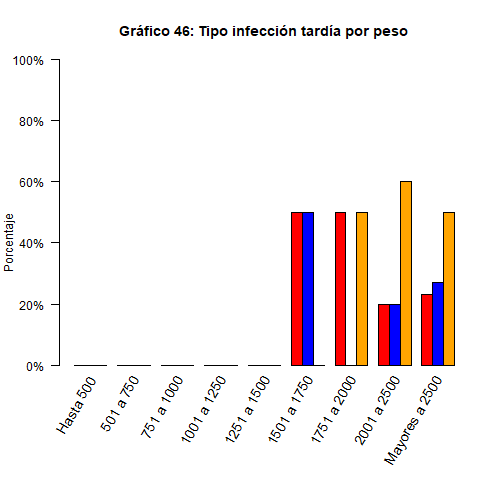 Gráfico 46: Tipo infección tardía por peso
100%
80%
60%
40%
20%
0%
Porcentaje
Hasta 500
501 a 750
751 a 1000
1001 a 1250
1251 a 1500
1501 a 1750
1751 a 2000
2001 a 2500
Mayores a 2500